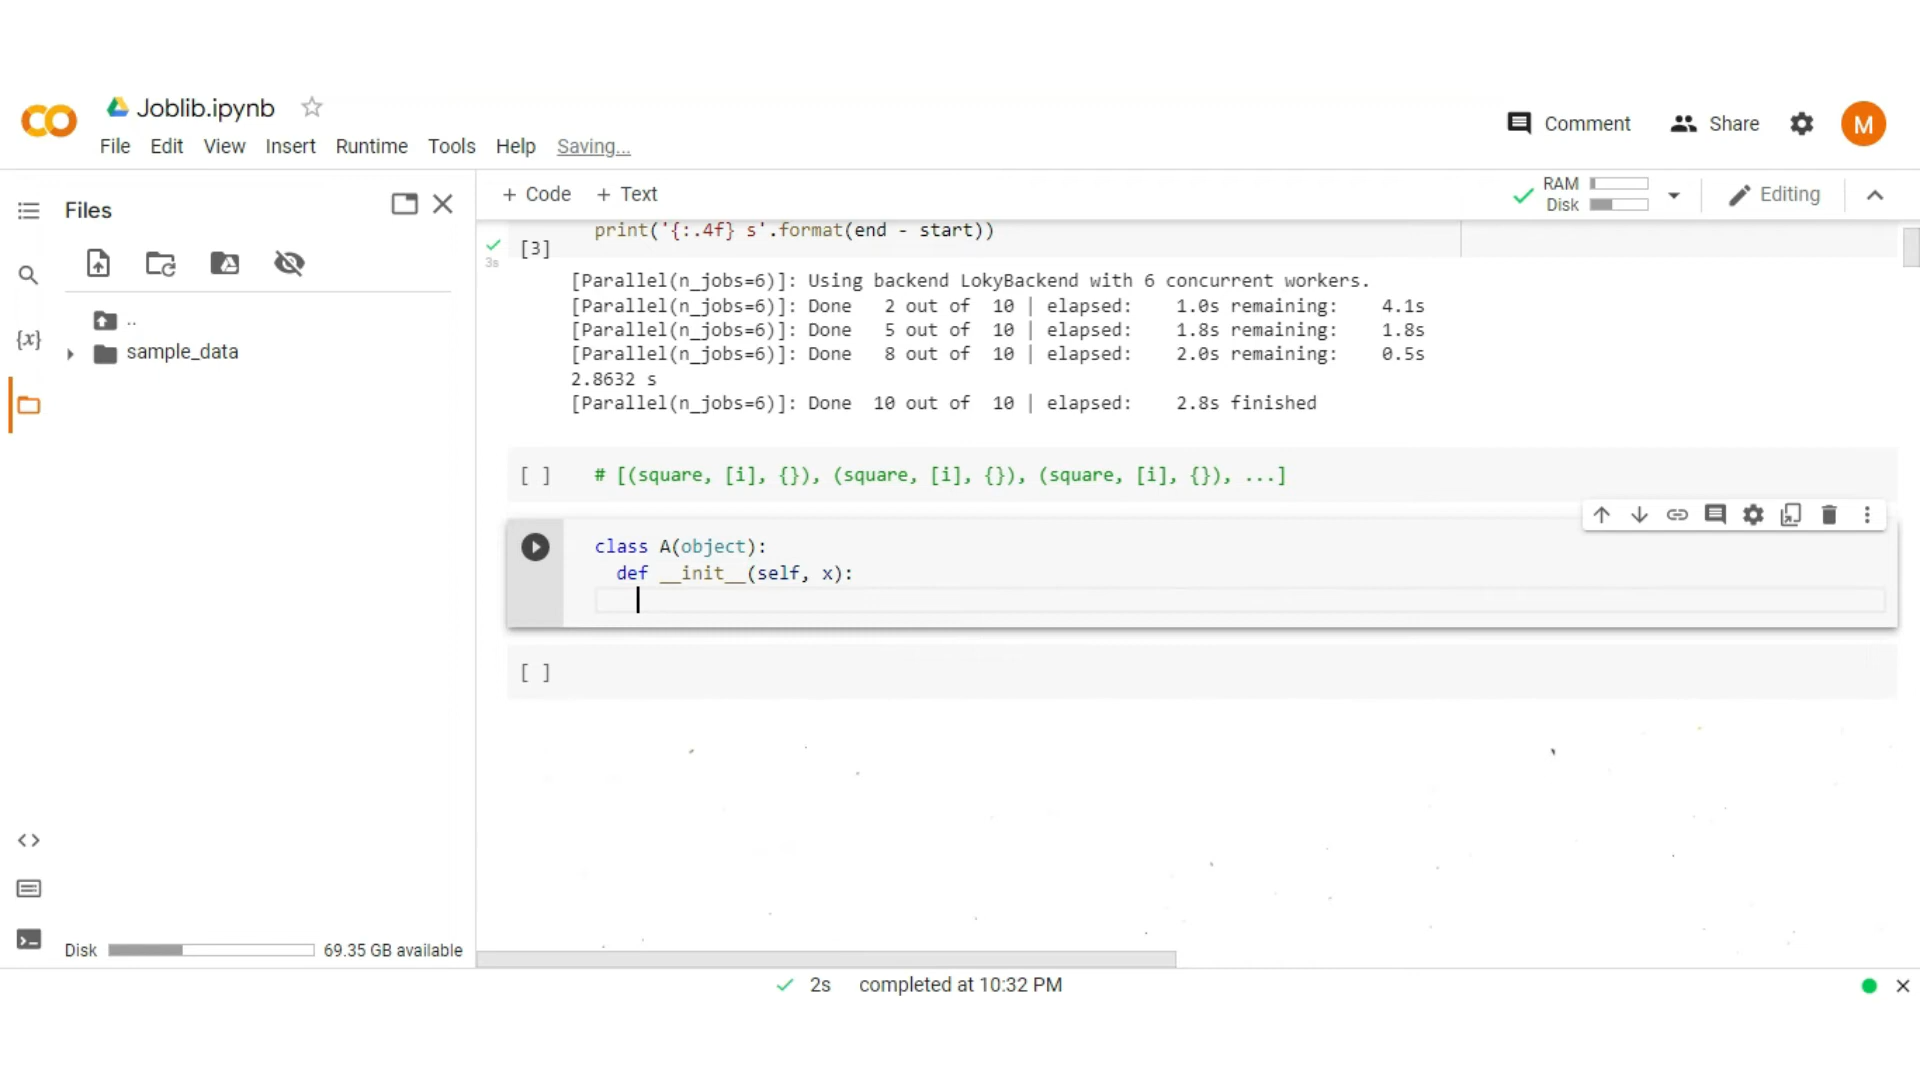 Joblib.ipynb
File Edit View Insert Runtime Tools Help Saving...
Comment Share M
Files
+ Code + Text
RAM
Disk
Editing
{x}
..
sample_data
print('{:.4f} s'.format(end - start))
[3]
3s
[Parallel(n_jobs=6)]: Using backend LokyBackend with 6 concurrent workers.
[Parallel(n_jobs=6)]: Done   2 out of  10 | elapsed:    1.0s remaining:    4.1s
[Parallel(n_jobs=6)]: Done   5 out of  10 | elapsed:    1.8s remaining:    1.8s
[Parallel(n_jobs=6)]: Done   8 out of  10 | elapsed:    2.0s remaining:    0.5s
2.8632 s
[Parallel(n_jobs=6)]: Done  10 out of  10 | elapsed:    2.8s finished
[ ] # [(square, [i], {}), (square, [i], {}), (square, [i], {}), ...]
class A(object):
def __init__(self, x):
[ ]
Disk 69.35 GB available
2s completed at 10:32 PM